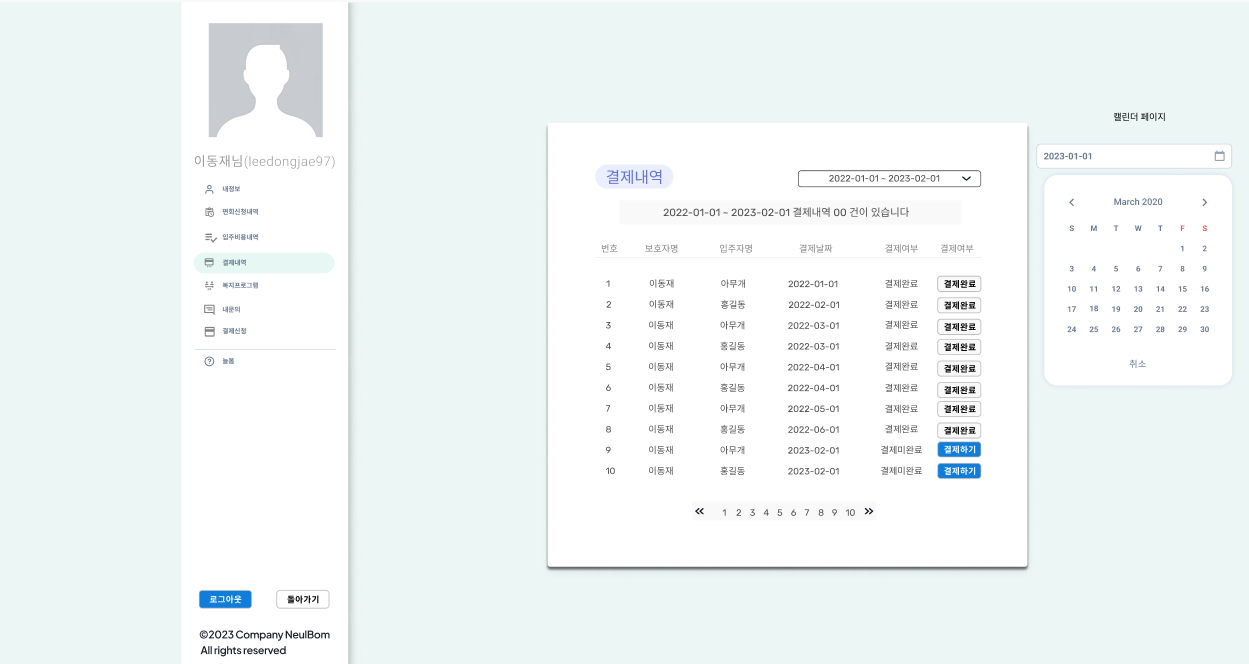 이동재님(leedongjae97)
내정보
면회신청내역
입주비용내역
결제내역
복지프로그램
내문의
결제신청
늘봄
로그아웃 돌아가기
©2023 Company NeulBom
All rights reserved
결제내역
2022-01-01 ~ 2023-02-01
2022-01-01 ~ 2023-02-01 결제내역 00 건이 있습니다
번호 보호자명 입주자명 결제날짜 결제여부 결제여부
1 이동재 아무개 2022-01-01 결제완료 결제완료
2 이동재 홍길동 2022-02-01 결제완료 결제완료
3 이동재 아무개 2022-03-01 결제완료 결제완료
4 이동재 홍길동 2022-03-01 결제완료 결제완료
5 이동재 아무개 2022-04-01 결제완료 결제완료
6 이동재 홍길동 2022-04-01 결제완료 결제완료
7 이동재 아무개 2022-05-01 결제완료 결제완료
8 이동재 홍길동 2022-06-01 결제완료 결제완료
9 이동재 아무개 2023-02-01 결제미완료 결제하기
10 이동재 홍길동 2023-02-01 결제미완료 결제하기
« 1 2 3 4 5 6 7 8 9 10 »
캘린더 페이지
2023-01-01
March 2020
S M T W T F S
1 2
3 4 5 6 7 8 9
10 11 12 13 14 15 16
17 18 19 20 21 22 23
24 25 26 27 28 29 30
취소